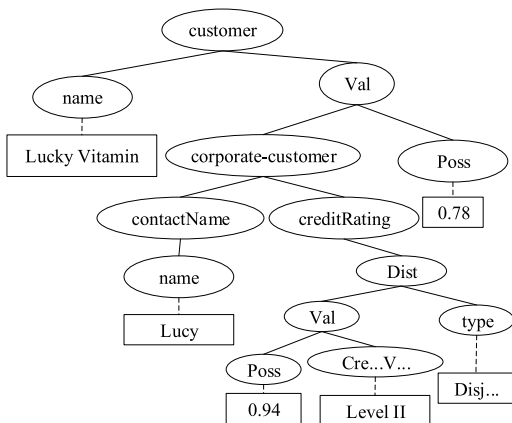 customer
name
Val
Lucky Vitamin
corporate-customer
Poss
0.78
contactName
creditRating
name
Dist
Lucy
Val
type
Poss
Cre...V...
Disj...
0.94
Level II